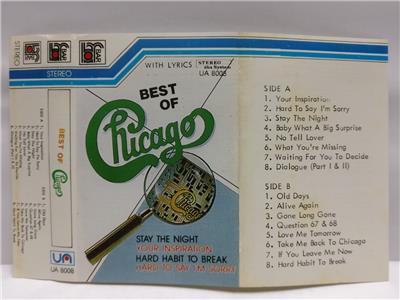 STEREO
WITH LYRICS
STEREO
dbx System
UA 8008
BEST
OF
Chicago
STAY THE NIGHT
YOUR INSPIRATION
HARD HABIT TO BREAK
HARD TO SAY I'M SORRY
SIDE A
1. Your Inspiration
2. Hard To Say I'm Sorry
3. Stay The Night
4. Baby What A Big Surprise
5. No Tell Lover
6. What You're Missing
7. Waiting For You To Decide
8. Dialogue (Part I & II)
SIDE B
1. Old Days
2. Alive Again
3. Gone Long Gone
4. Question 67 & 68
5. Love Me Tomorrow
6. Take Me Back To Chicago
7. If You Leave Me Now
8. Hard Habit To Break
BEST OF
Chicago
UA 8008